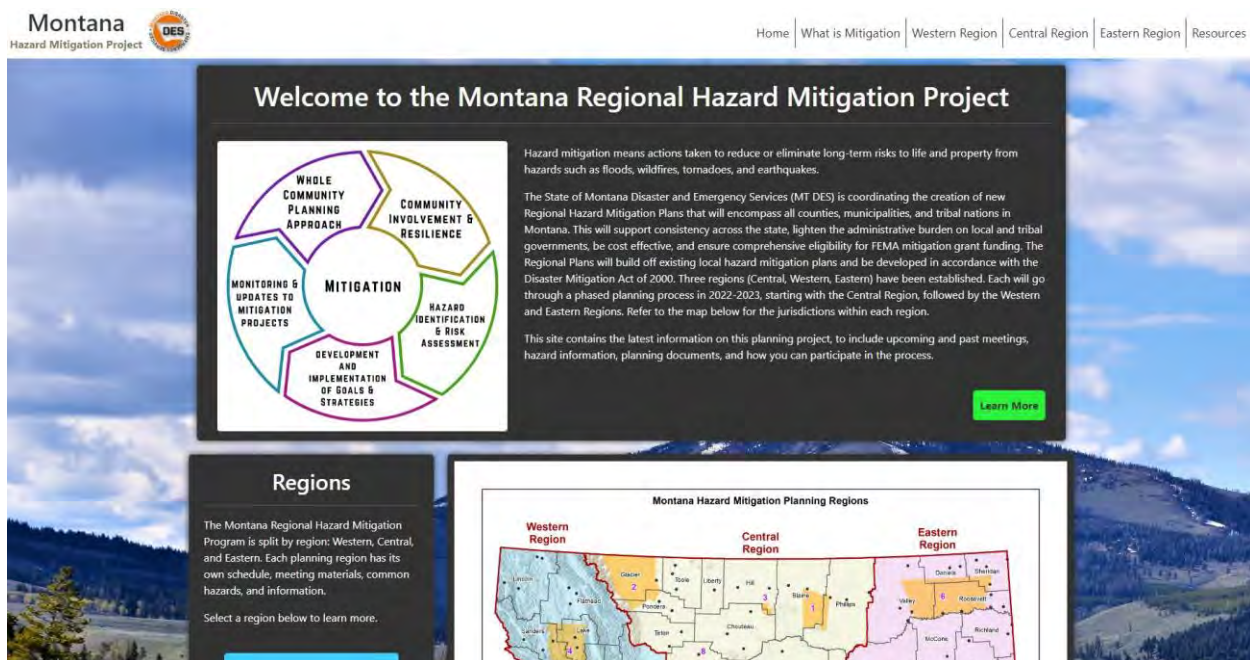 Montana
Hazard Mitigation Project
DES
Home
What is Mitigation
Western Region
Central Region
Eastern Region
Resources
Welcome to the Montana Regional Hazard Mitigation Project
WHOLE
COMMUNITY
PLANNING
APPROACH
COMMUNITY
INVOLVEMENT &
RESILIENCE
MITIGATION
MONITORING &
UPDATES TO
MITIGATION
PROJECTS
HAZARD
IDENTIFICATION
& RISK
ASSESSMENT
DEVELOPMENT
AND
IMPLEMENTATION
OF GOALS &
STRATEGIES
Hazard mitigation means actions taken to reduce or eliminate long-term risks to life and property from
hazards such as floods, wildfires, tornadoes, and earthquakes.
The State of Montana Disaster and Emergency Services (MT DES) is coordinating the creation of new
Regional Hazard Mitigation Plans that will encompass all counties, municipalities, and tribal nations in
Montana. This will support consistency across the state, lighten the administrative burden on local and tribal
governments, be cost effective, and ensure comprehensive eligibility for FEMA mitigation grant funding. The
Regional Plans will build off existing local hazard mitigation plans and be developed in accordance with the
Disaster Mitigation Act of 2000. Three regions (Central, Western, Eastern) have been established. Each will go
through a phased planning process in 2022-2023, starting with the Central Region, followed by the Western
and Eastern Regions. Refer to the map below for the jurisdictions within each region.
This site contains the latest information on this planning project, to include upcoming and past meetings,
hazard information, planning documents, and how you can participate in the process.
Learn More
Regions
The Montana Regional Hazard Mitigation
Program is split by region: Western, Central,
and Eastern. Each planning region has its
own schedule, meeting materials, common
hazards, and information.
Select a region below to learn more.
Montana Hazard Mitigation Planning Regions
Western
Region
Central
Region
Eastern
Region
Lincoln
Flathead
Glacier
2
Toole
Liberty
Hill
3
Blaine
1
Phillips
Valley
Daniels
Sheridan
6
Roosevelt
Pondera
Teton
Chouteau
8
Sanders
Lake
4
McCone
Richland